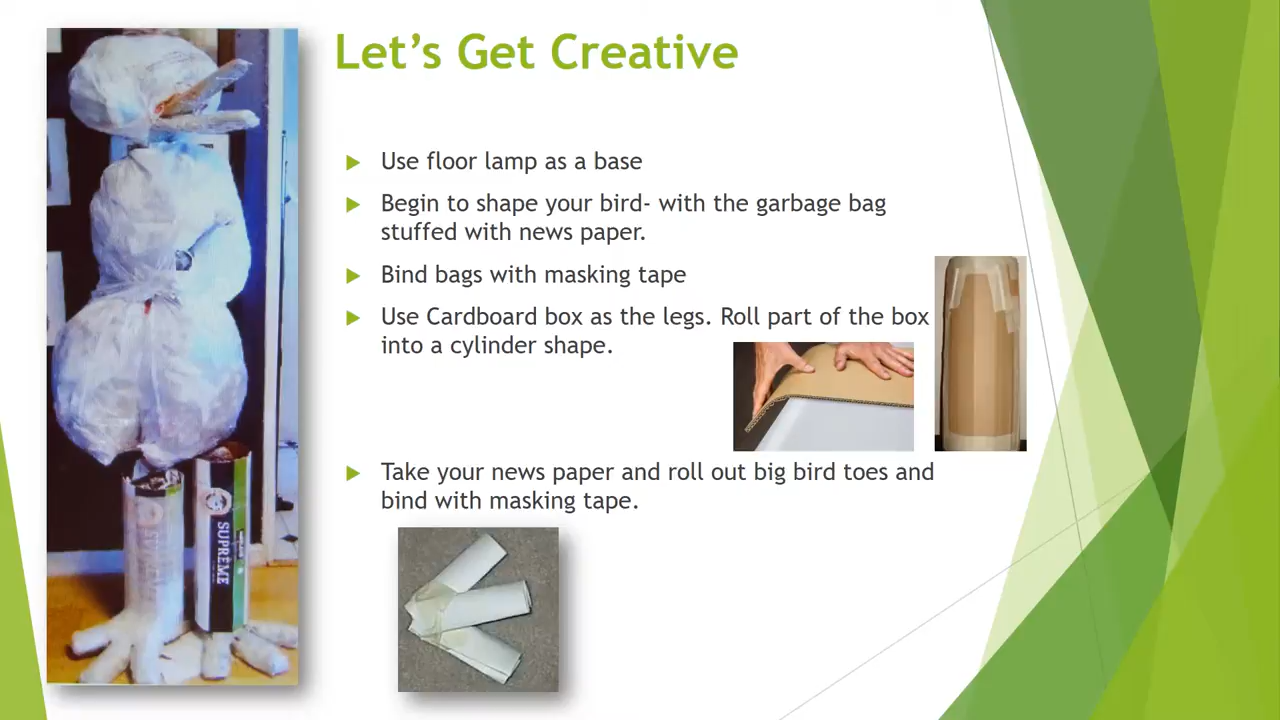 Let's Get Creative
Use floor lamp as a base
Begin to shape your bird- with the garbage bag
stuffed with news paper.
Bind bags with masking tape
Use Cardboard box as the legs. Roll part of the box
into a cylinder shape.
Take your news paper and roll out big bird toes and
bind with masking tape.
SUPRÊME